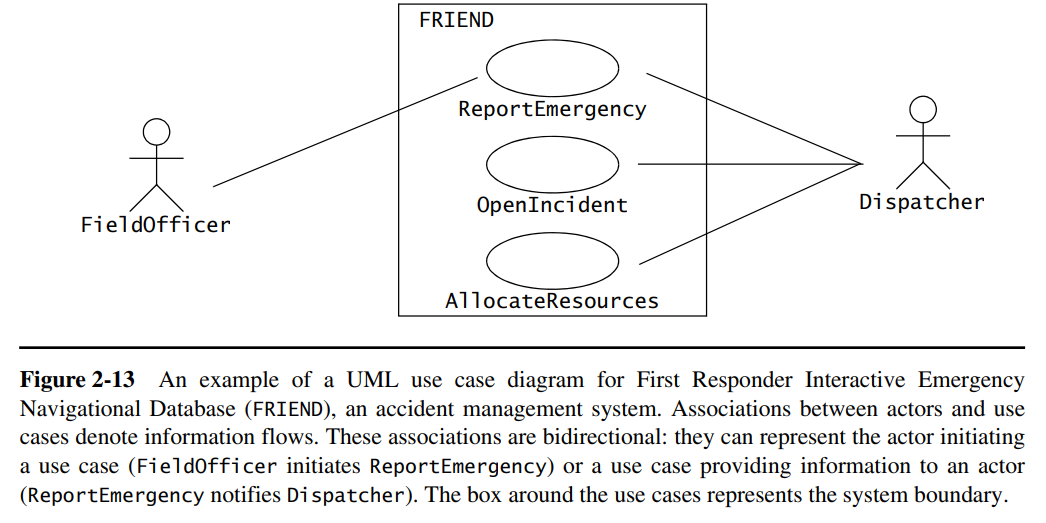 FRIEND
ReportEmergency
OpenIncident
Dispatcher
FieldOfficer
AllocateResources
Figure 2-13 An example of a UML use case diagram for First Responder Interactive Emergency
Navigational Database (FRIEND), an accident management system. Associations between actors and use
cases denote information flows. These associations are bidirectional: they can represent the actor initiating
a use case (FieldOfficer initiates ReportEmergency) or a use case providing information to an actor
(ReportEmergency notifies Dispatcher). The box around the use cases represents the system boundary.